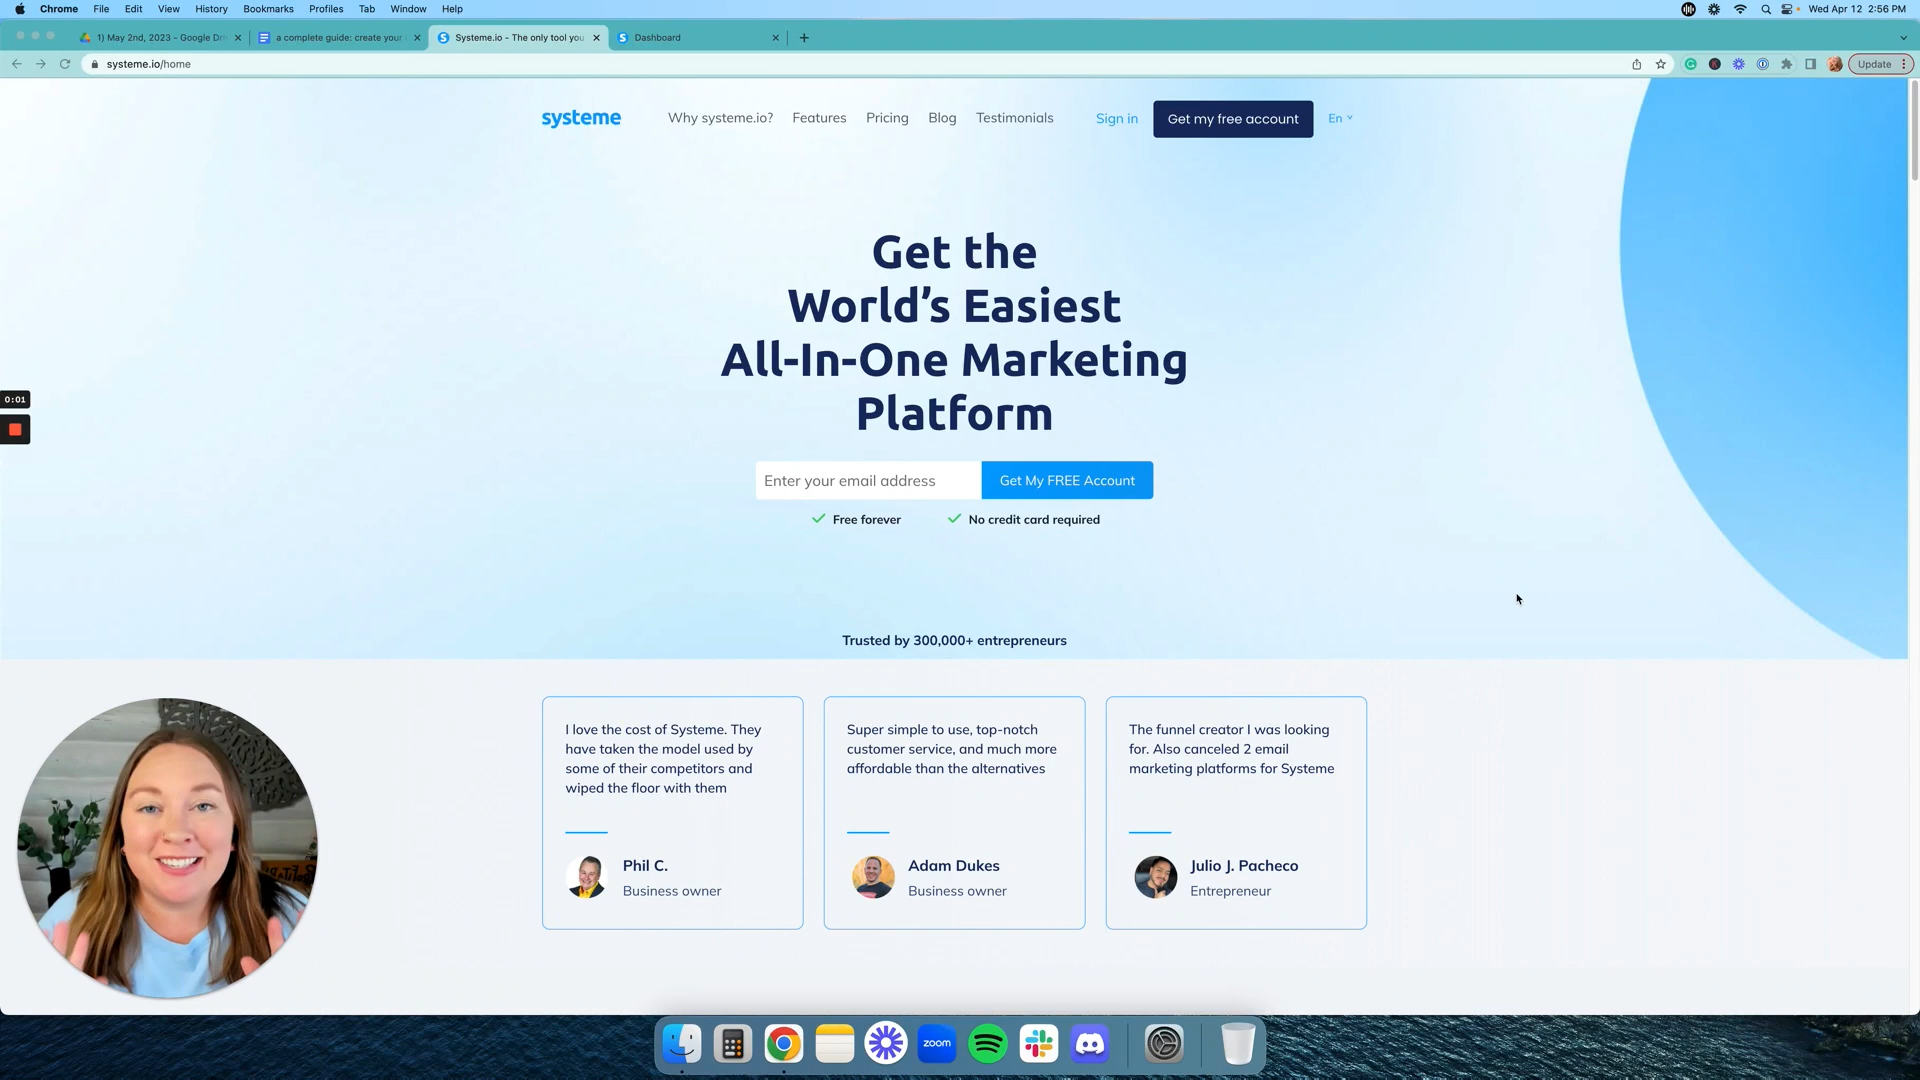 Chrome File Edit View History Bookmarks Profiles Tab Window Help
Wed Apr 12 2:56 PM
1) May 2nd, 2023 - Google Dri
a complete guide: create your
Systeme.io - The only tool you
Dashboard
systeme.io/home
Update
systeme
Why systeme.io? Features Pricing Blog Testimonials
Sign in
Get my free account
En
Get the
World's Easiest
All-In-One Marketing
Platform
0:01
Enter your email address
Get My FREE Account
Free forever
No credit card required
Trusted by 300,000+ entrepreneurs
I love the cost of Systeme. They
have taken the model used by
some of their competitors and
wiped the floor with them
Phil C.
Business owner
Super simple to use, top-notch
customer service, and much more
affordable than the alternatives
Adam Dukes
Business owner
The funnel creator I was looking
for. Also canceled 2 email
marketing platforms for Systeme
Julio J. Pacheco
Entrepreneur
zoom